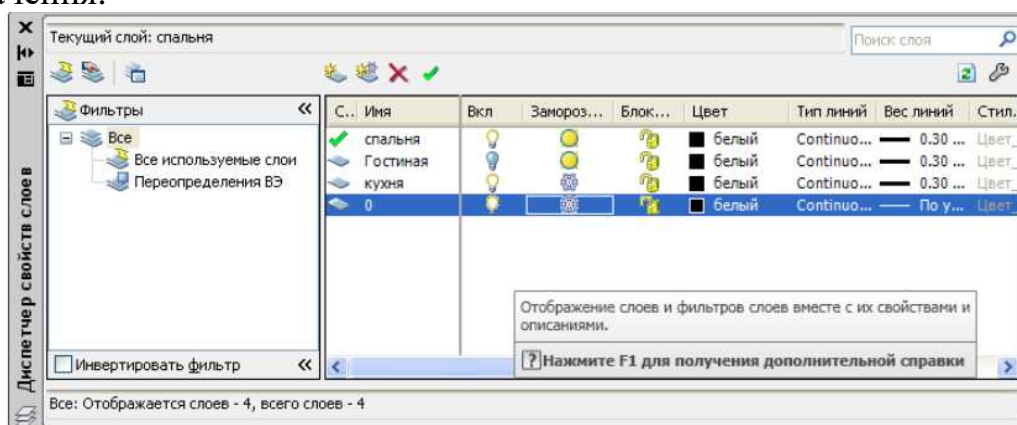 чения.
Текущий слой: спальня
Поиск слоя
Фильтры
С.. Имя Вкл Замороз... Блок... Цвет Тип линий Вес линий Стил.
Все
Все используемые слои
Переопределения ВЭ
спальня белый Continuo... 0.30 ... Цвет_
Гостиная белый Continuo... 0.30 ... Цвет_
кухня белый Continuo... 0.30 ... Цвет_
0 белый Continuo... По у... Цвет_
Отображение слоев и фильтров слоев вместе с их свойствами и
описаниями.
Нажмите F1 для получения дополнительной справки
Инвертировать фильтр
Все: Отображается слоев - 4, всего слоев - 4
Диспетчер свойств слоев